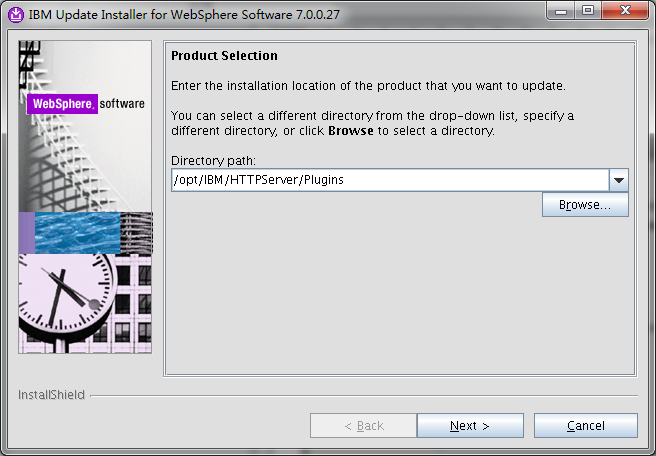 IBM Update Installer for WebSphere Software 7.0.0.27
WebSphere. software
Product Selection
Enter the installation location of the product that you want to update.
You can select a different directory from the drop-down list, specify a
different directory, or click Browse to select a directory.
Directory path:
/opt/IBM/HTTPServer/Plugins
Browse...
InstallShield
< Back
Next >
Cancel